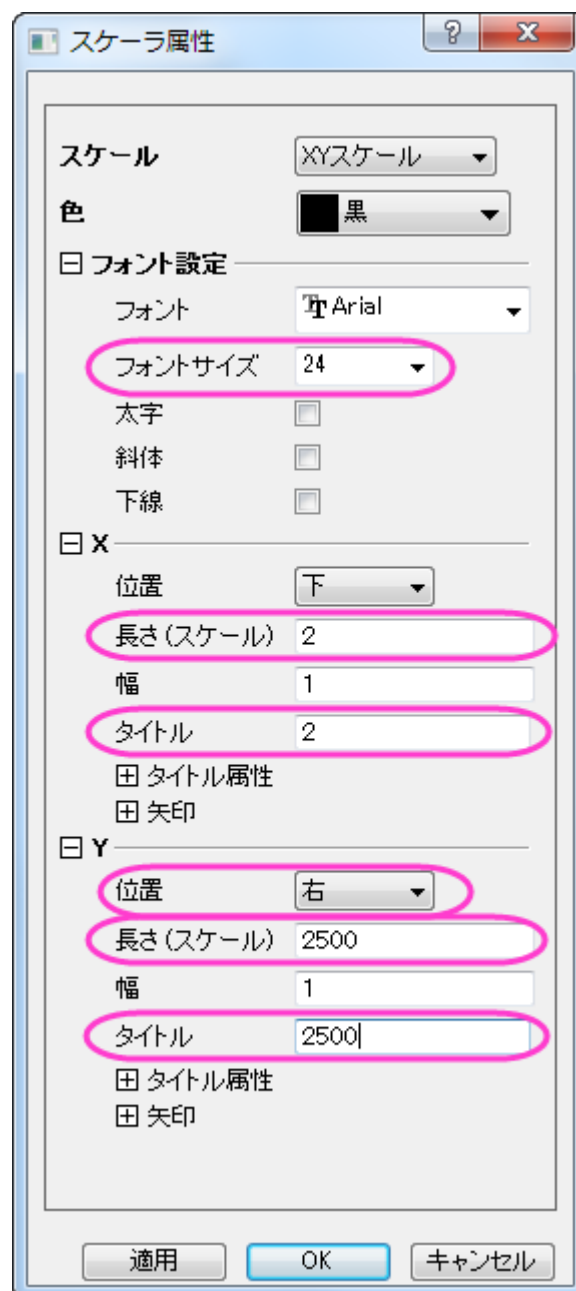 スケーラ属性
スケール XYスケール
色 黒
フォント設定
フォント Arial
フォントサイズ 24
太字
斜体
下線
X
位置 下
長さ(スケール) 2
幅 1
タイトル 2
タイトル属性
矢印
Y
位置 右
長さ(スケール) 2500
幅 1
タイトル 2500
タイトル属性
矢印
適用 OK キャンセル